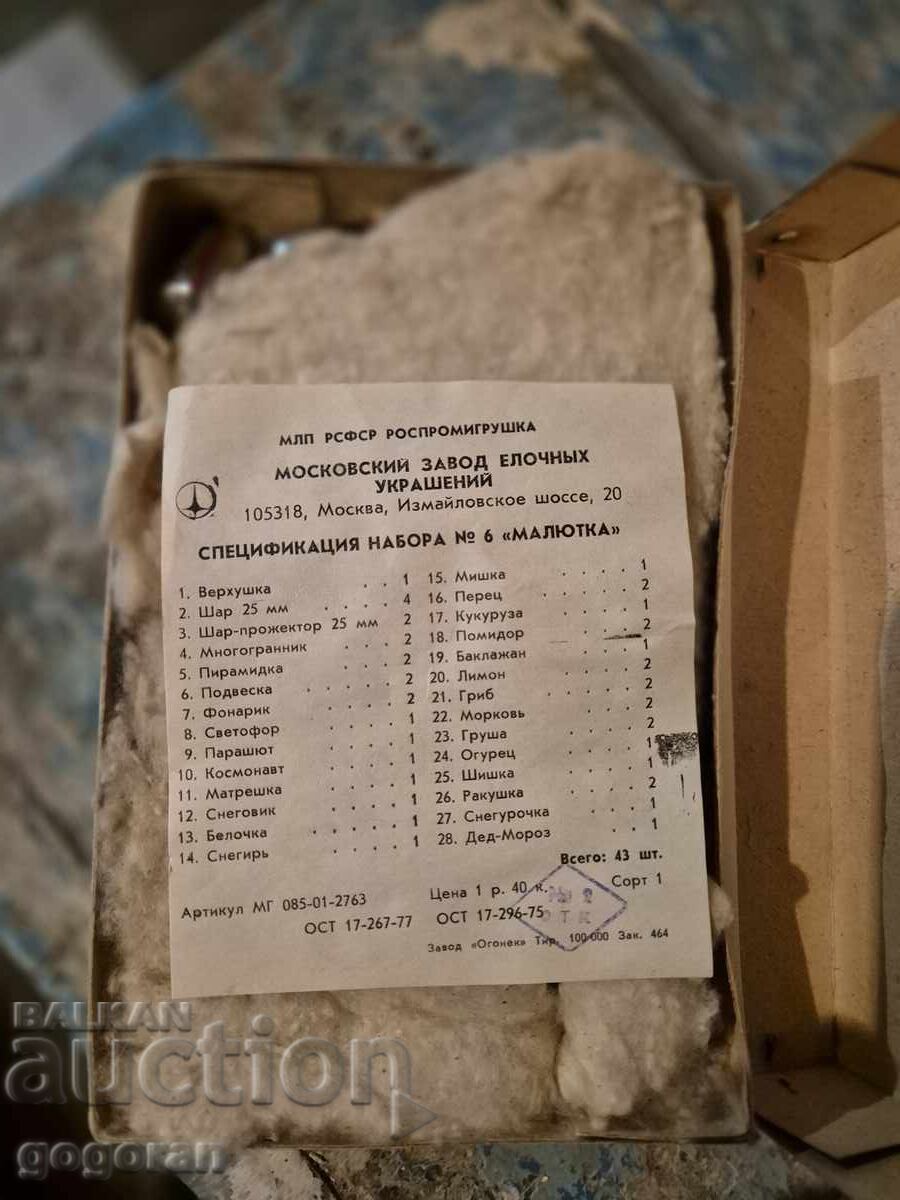 МЛП РСФСР РОСПРОМИГРУШКА
МОСКОВСКИЙ ЗАВОД ЕЛОЧНЫХ
УКРАШЕНИЙ
105318, Москва, Измайловское шоссе, 20
СПЕЦИФИКАЦИЯ НАБОРА № 6 «МАЛЮТКА»
1. Верхушка . . 1
2. Шар 25 мм . . . . 4
3. Шар-прожектор 25 мм 2
4. Многогранник . . . 2
5. Пирамидка . . . 2
6. Подвеска . . . . . 2
7. Фонарик . . . . 2
8. Светофор . . . . 1
9. Парашют . . . . 1
10. Космонавт . . . . 1
11. Матрешка . . . . 1
12. Снеговик . . . . 1
13. Белочка . . . . . 1
14. Снегирь . . . . 1
15. Мишка . . . . 1
16. Перец . . . . . 2
17. Кукуруза . . . . 1
18. Помидор . . . . 2
19. Баклажан . . . . 1
20. Лимон . . . . 2
21. Гриб . . . . . 2
22. Морковь . . . . 2
23. Груша . . . . 2
24. Огурец . . . . 1
25. Шишка . . . . 1
26. Ракушка . . . . 2
27. Снегурочка . . . 1
28. Дед-Мороз . . 1
Всего: 43 шт.
Артикул МГ 085-01-2763 Цена 1 р. 40 к. Сорт 1
ОСТ 17-267-77 ОСТ 17-296-75
№ 2
ОТК
Завод «Огонек» Тир. 100 000 Зак. 464
BALKAN
auction
gogoran